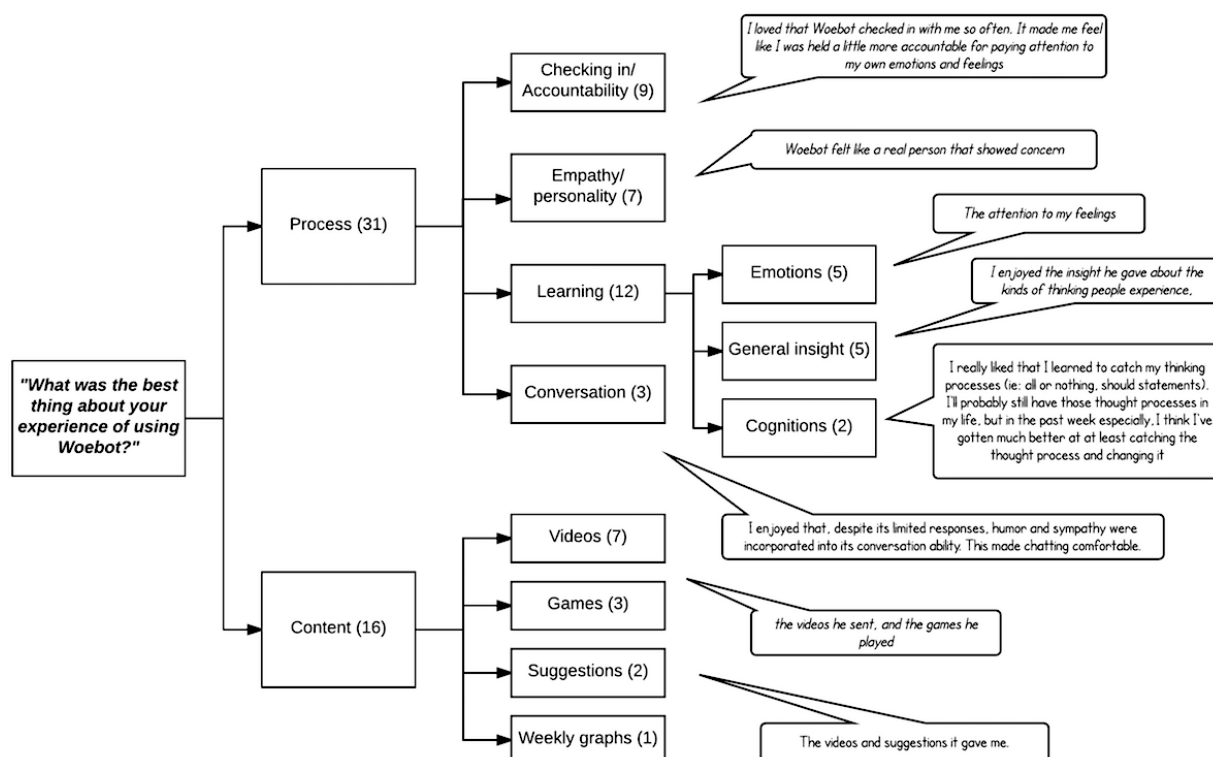 I loved that Woebot checked in with me so often. It made me feel
like I was held a little more accountable for paying attention to
my own emotions and feelings
Checking in/
Accountability (9)
Woebot felt like a real person that showed concern
Empathy/
personality (7)
Process (31)
The attention to my feelings
Emotions (5)
I enjoyed the insight he gave about the
kinds of thinking people experience,
Learning (12)
General insight (5)
"What was the best
thing about your
experience of using
Woebot?"
Conversation (3)
I really liked that I learned to catch my thinking
processes (ie: all or nothing, should statements).
I'll probably still have those thought processes in
my life, but in the past week especially, I think I've
gotten much better at at least catching the
thought process and changing it
Cognitions (2)
I enjoyed that, despite its limited responses, humor and sympathy were
incorporated into its conversation ability. This made chatting comfortable.
Videos (7)
Games (3)
the videos he sent, and the games he
played
Content (16)
Suggestions (2)
Weekly graphs (1)
The videos and suggestions it gave me.